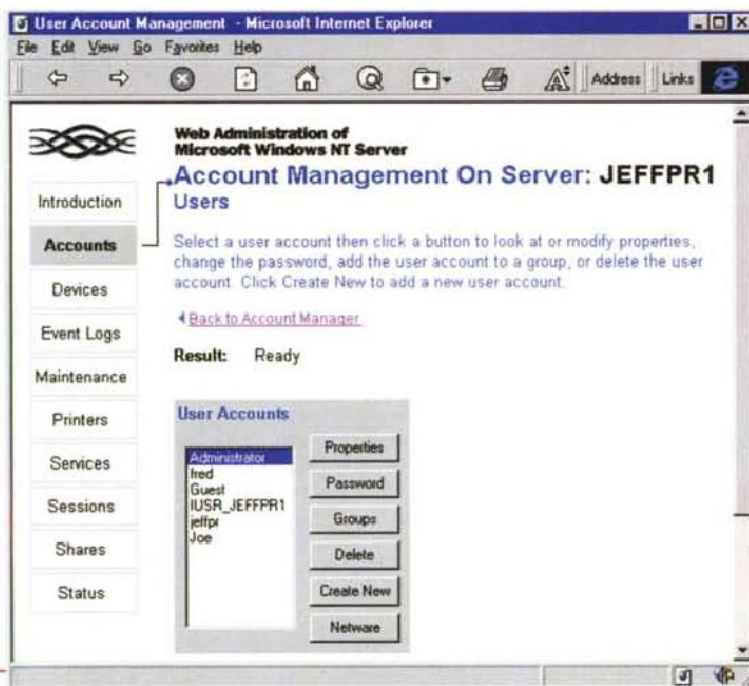 User Account Management - Microsoft Internet Explorer
File Edit View Go Favorites Help
Address Links
Web Administration of
Microsoft Windows NT Server
Account Management On Server: JEFFPR1
Users
Select a user account then click a button to look at or modify properties,
change the password, add the user account to a group, or delete the user
account. Click Create New to add a new user account.
Back to Account Manager
Result: Ready
Introduction
Accounts
Devices
Event Logs
Maintenance
Printers
Services
Sessions
Shares
Status
User Accounts
Administrator
fred
Guest
IUSR_JEFFPR1
jeffpr
Joe
Properties
Password
Groups
Delete
Create New
Netware